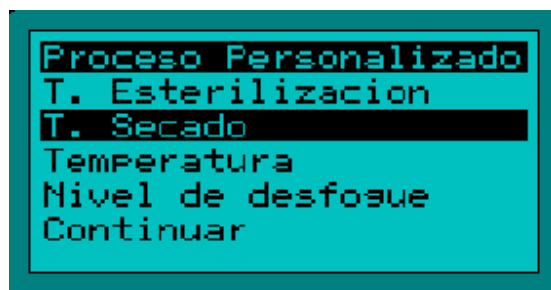 Proceso Personalizado
T. Esterilizacion
T. Secado
Temperatura
Nivel de desfogue
Continuar